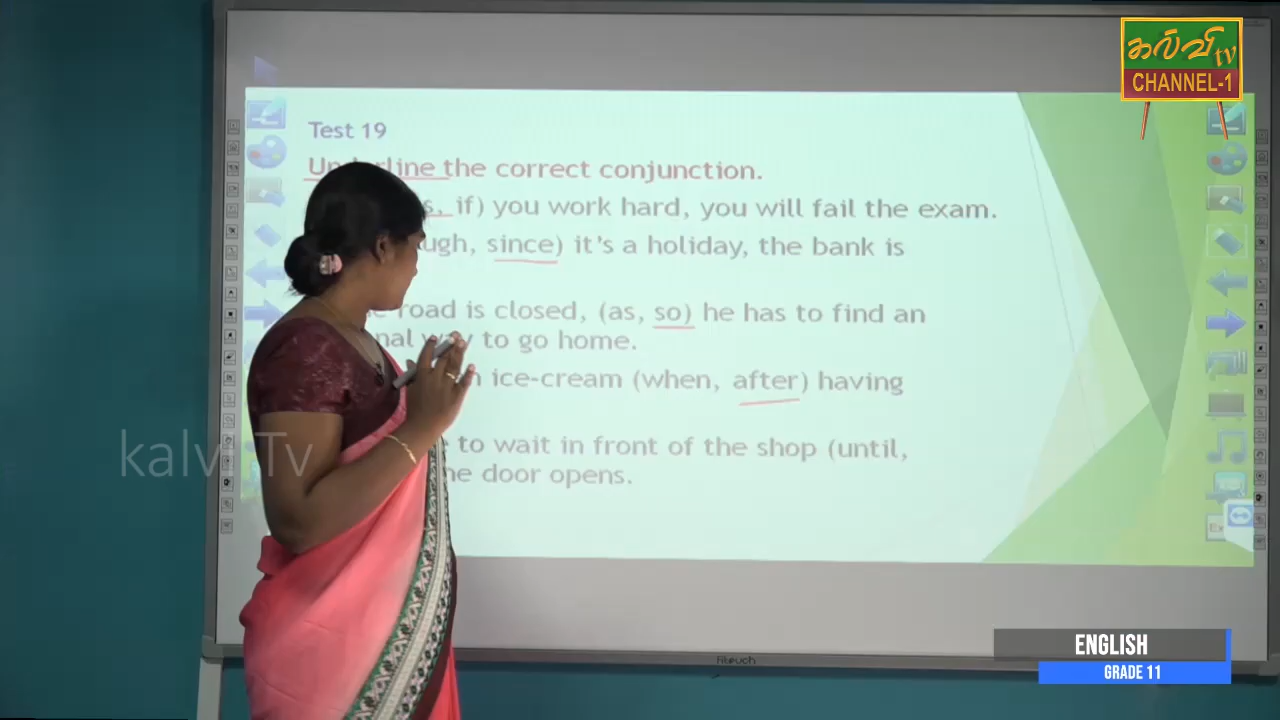 கல்வி tv
CHANNEL-1
Test 19
Underline the correct conjunction.
if) you work hard, you will fail the exam.
since) it's a holiday, the bank is
road is closed, (as, so) he has to find an
to go home.
ice-cream (when, after) having
to wait in front of the shop (until,
door opens.
kalvi Tv
ENGLISH
GRADE 11